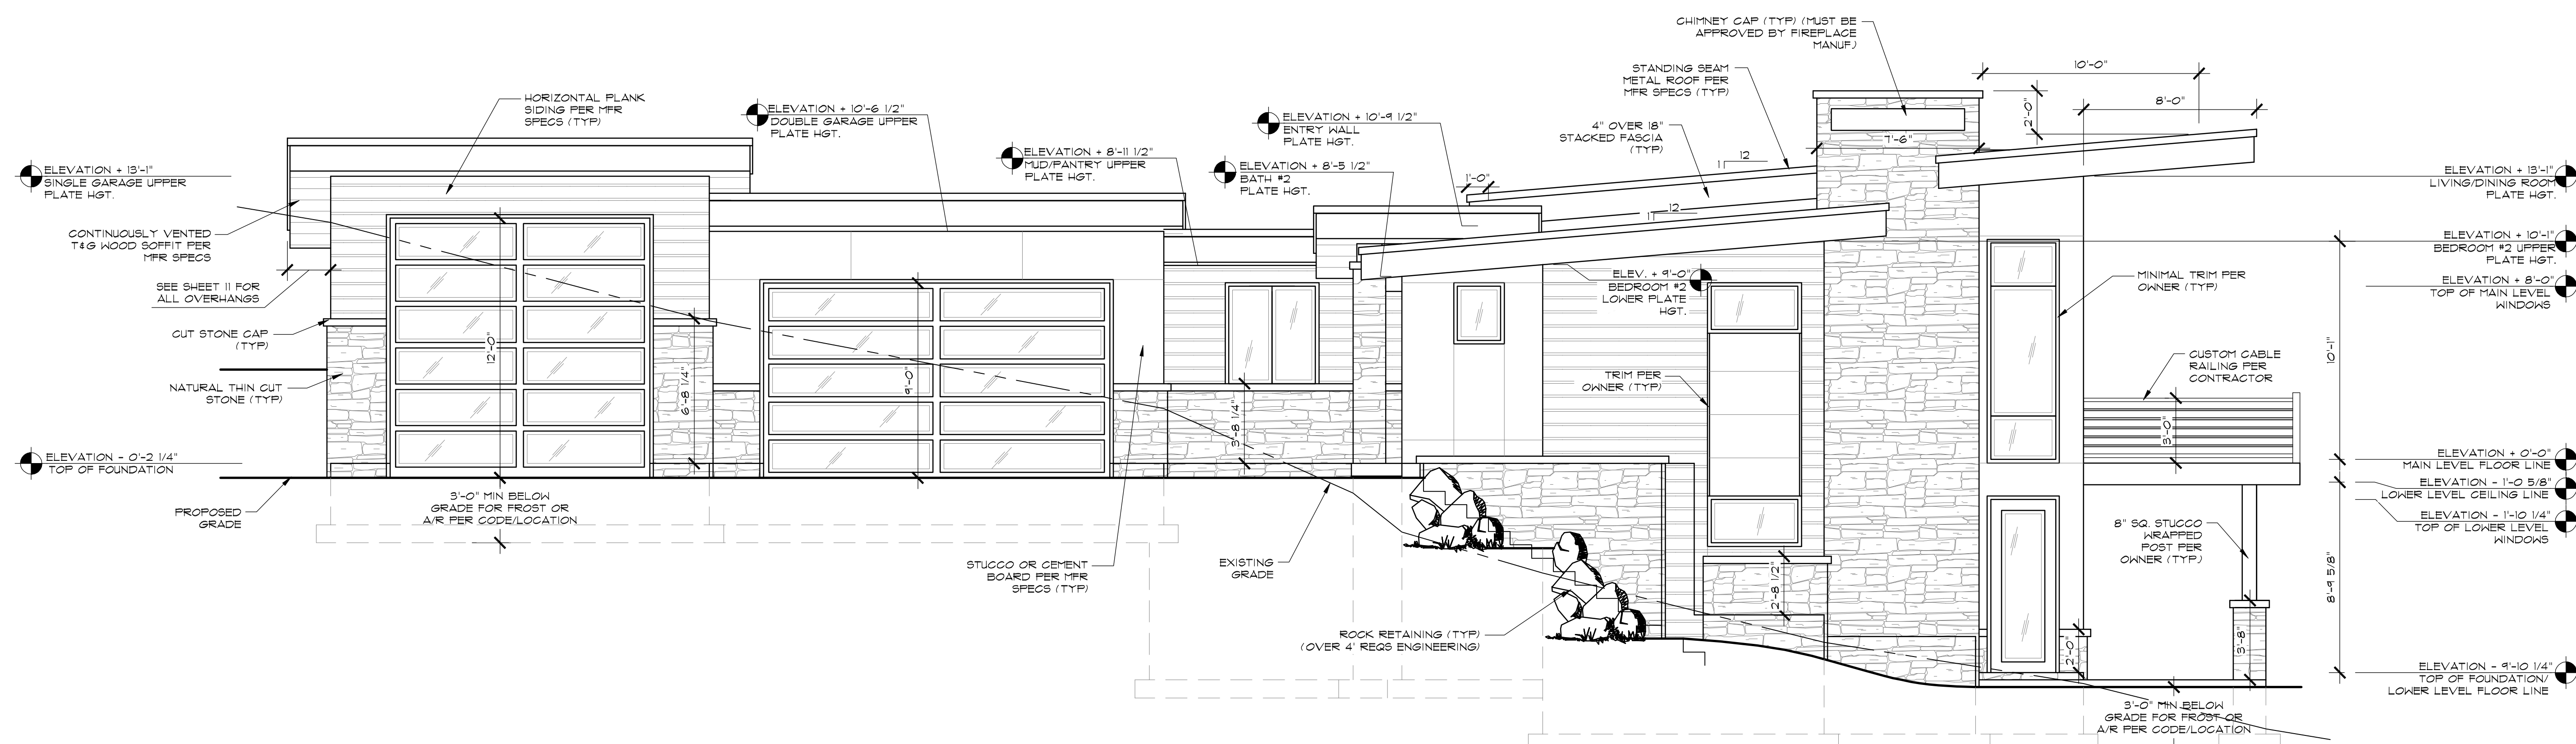 CHIMNEY CAP (TYP) (MUST BE
APPROVED BY FIREPLACE
MANUF.)
STANDING SEAM
METAL ROOF PER
MFR SPECS (TYP)
4" OVER 18"
STACKED FASCIA
(TYP)
10'-0"
8'-0"
2'-0"
7'-6"
12
1
12
1
1'-0"
HORIZONTAL PLANK
SIDING PER MFR
SPECS (TYP)
ELEVATION + 10'-6 1/2"
DOUBLE GARAGE UPPER
PLATE HGT.
ELEVATION + 8'-11 1/2"
MUD/PANTRY UPPER
PLATE HGT.
ELEVATION + 10'-9 1/2"
ENTRY WALL
PLATE HGT.
ELEVATION + 8'-5 1/2"
BATH #2
PLATE HGT.
ELEVATION + 13'-1"
SINGLE GARAGE UPPER
PLATE HGT.
CONTINUOUSLY VENTED
T&G WOOD SOFFIT PER
MFR SPECS
SEE SHEET 11 FOR
ALL OVERHANGS
CUT STONE CAP
(TYP)
NATURAL THIN CUT
STONE (TYP)
ELEVATION - 0'-2 1/4"
TOP OF FOUNDATION
PROPOSED
GRADE
3'-0" MIN BELOW
GRADE FOR FROST OR
A/R PER CODE/LOCATION
12'-0"
6'-8 1/4"
9'-0"
3'-8 1/4"
STUCCO OR CEMENT
BOARD PER MFR
SPECS (TYP)
EXISTING
GRADE
ROCK RETAINING (TYP)
(OVER 4' REQS ENGINEERING)
ELEV. + 9'-0"
BEDROOM #2
LOWER PLATE
HGT.
TRIM PER
OWNER (TYP)
2'-8 1/2"
MINIMAL TRIM PER
OWNER (TYP)
CUSTOM CABLE
RAILING PER
CONTRACTOR
3'-0"
8" SQ. STUCCO
WRAPPED
POST PER
OWNER (TYP.)
2'-0"
3'-8"
10'-1"
8'-9 5/8"
3'-0" MIN BELOW
GRADE FOR FROST OR
A/R PER CODE/LOCATION
ELEVATION + 13'-1"
LIVING/DINING ROOM
PLATE HGT.
ELEVATION + 10'-1"
BEDROOM #2 UPPER
PLATE HGT.
ELEVATION + 8'-0"
TOP OF MAIN LEVEL
WINDOWS
ELEVATION + 0'-0"
MAIN LEVEL FLOOR LINE
ELEVATION - 1'-0 5/8"
LOWER LEVEL CEILING LINE
ELEVATION - 1'-10 1/4"
TOP OF LOWER LEVEL
WINDOWS
ELEVATION - 9'-10 1/4"
TOP OF FOUNDATION/
LOWER LEVEL FLOOR LINE